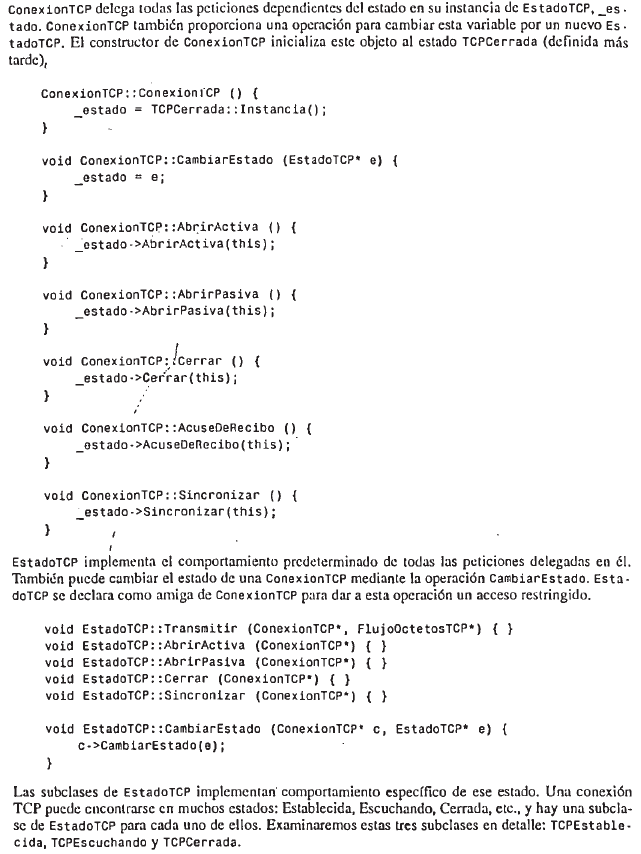 ConexionTCP delega todas las peticiones dependientes del estado en su instancia de EstadoTCP, _es-
tado. ConexionTCP también proporciona una operación para cambiar esta variable por un nuevo Es-
tadoTCP. El constructor de ConexionTCP inicializa este objeto al estado TCPCerrada (definida más
tarde),
ConexionTCP::ConexionTCP () {
_estado = TCPCerrada::Instancia();
}
void ConexionTCP::CambiarEstado (EstadoTCP* e) {
_estado = e;
}
void ConexionTCP::AbrirActiva () {
_estado->AbrirActiva(this);
}
void ConexionTCP::AbrirPasiva () {
_estado->AbrirPasiva(this);
}
void ConexionTCP::Cerrar () {
_estado->Cerrar(this);
}
void ConexionTCP::AcuseDeRecibo () {
_estado->AcuseDeRecibo(this);
}
void ConexionTCP::Sincronizar () {
_estado->Sincronizar(this);
}
EstadoTCP implementa el comportamiento predeterminado de todas las peticiones delegadas en él.
También puede cambiar el estado de una ConexionTCP mediante la operación CambiarEstado. Esta-
doTCP se declara como amiga de ConexionTCP para dar a esta operación un acceso restringido.
void EstadoTCP::Transmitir (ConexionTCP*, FlujoOctetosTCP*) { }
void EstadoTCP::AbrirActiva (ConexionTCP*) { }
void EstadoTCP::AbrirPasiva (ConexionTCP*) { }
void EstadoTCP::Cerrar (ConexionTCP*) { }
void EstadoTCP::Sincronizar (ConexionTCP*) { }
void EstadoTCP::CambiarEstado (ConexionTCP* c, EstadoTCP* e) {
c->CambiarEstado(e);
}
Las subclases de EstadoTCP implementan comportamiento específico de ese estado. Una conexión
TCP puede encontrarse en muchos estados: Establecida, Escuchando, Cerrada, etc., y hay una subcla-
se de EstadoTCP para cada uno de ellos. Examinaremos estas tres subclases en detalle: TCPEstable-
cida, TCPEscuchando y TCPCerrada.